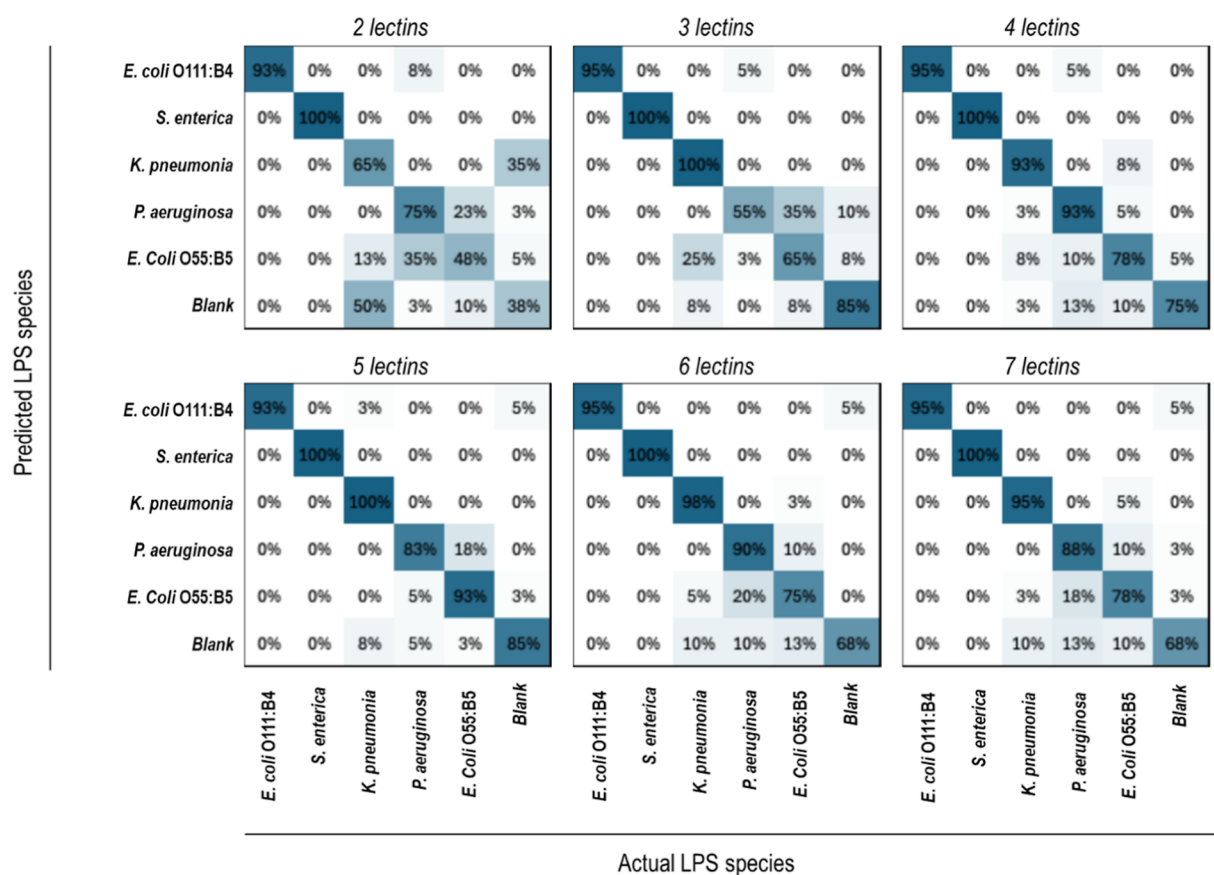 2 lectins 3 lectins 4 lectins
E. coli O111:B4 93% 0% 0% 8% 0% 0% 95% 0% 0% 5% 0% 0% 95% 0% 0% 5% 0% 0%
S. enterica 0% 100% 0% 0% 0% 0% 0% 100% 0% 0% 0% 0% 0% 100% 0% 0% 0% 0%
K. pneumonia 0% 0% 65% 0% 0% 35% 0% 0% 100% 0% 0% 0% 0% 0% 93% 0% 8% 0%
P. aeruginosa 0% 0% 0% 75% 23% 3% 0% 0% 0% 55% 35% 10% 0% 0% 3% 93% 5% 0%
E. Coli O55:B5 0% 0% 13% 35% 48% 5% 0% 0% 25% 3% 65% 8% 0% 0% 8% 10% 78% 5%
Blank 0% 0% 50% 3% 10% 38% 0% 0% 8% 0% 8% 85% 0% 0% 3% 13% 10% 75%
5 lectins 6 lectins 7 lectins
E. coli O111:B4 93% 0% 3% 0% 0% 5% 95% 0% 0% 0% 0% 5% 95% 0% 0% 0% 0% 5%
S. enterica 0% 100% 0% 0% 0% 0% 0% 100% 0% 0% 0% 0% 0% 100% 0% 0% 0% 0%
K. pneumonia 0% 0% 100% 0% 0% 0% 0% 0% 98% 0% 3% 0% 0% 0% 95% 0% 5% 0%
P. aeruginosa 0% 0% 0% 83% 18% 0% 0% 0% 0% 90% 10% 0% 0% 0% 0% 88% 10% 3%
E. Coli O55:B5 0% 0% 0% 5% 93% 3% 0% 0% 5% 20% 75% 0% 0% 0% 3% 18% 78% 3%
Blank 0% 0% 8% 5% 3% 85% 0% 0% 10% 10% 13% 68% 0% 0% 10% 13% 10% 68%
E. coli O111:B4 S. enterica K. pneumonia P. aeruginosa E. Coli O55:B5 Blank E. coli O111:B4 S. enterica K. pneumonia P. aeruginosa E. Coli O55:B5 Blank E. coli O111:B4 S. enterica K. pneumonia P. aeruginosa E. Coli O55:B5 Blank
Predicted LPS species
Actual LPS species